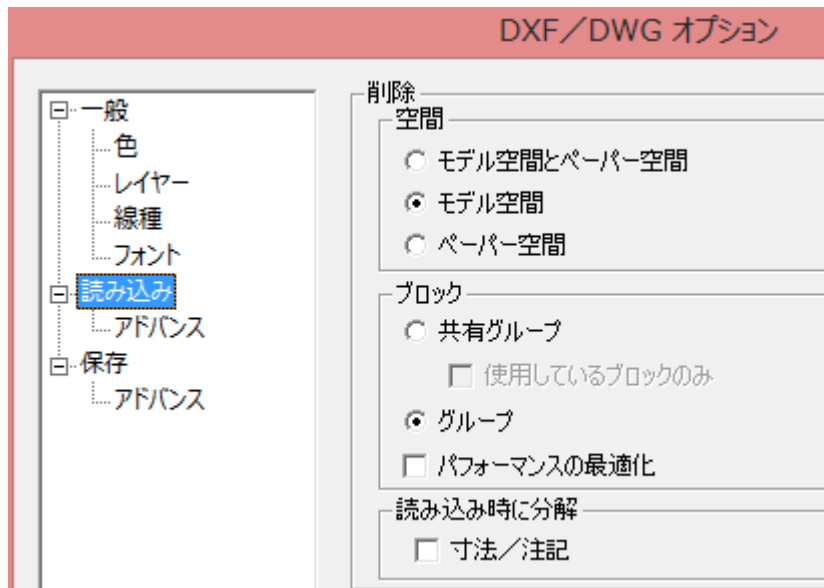 DXF／DWG オプション
一般
色
レイヤー
線種
フォント
読み込み
アドバンス
保存
アドバンス
削除
空間
モデル空間とペーパー空間
モデル空間
ペーパー空間
ブロック
共有グループ
使用しているブロックのみ
グループ
パフォーマンスの最適化
読み込み時に分解
寸法／注記